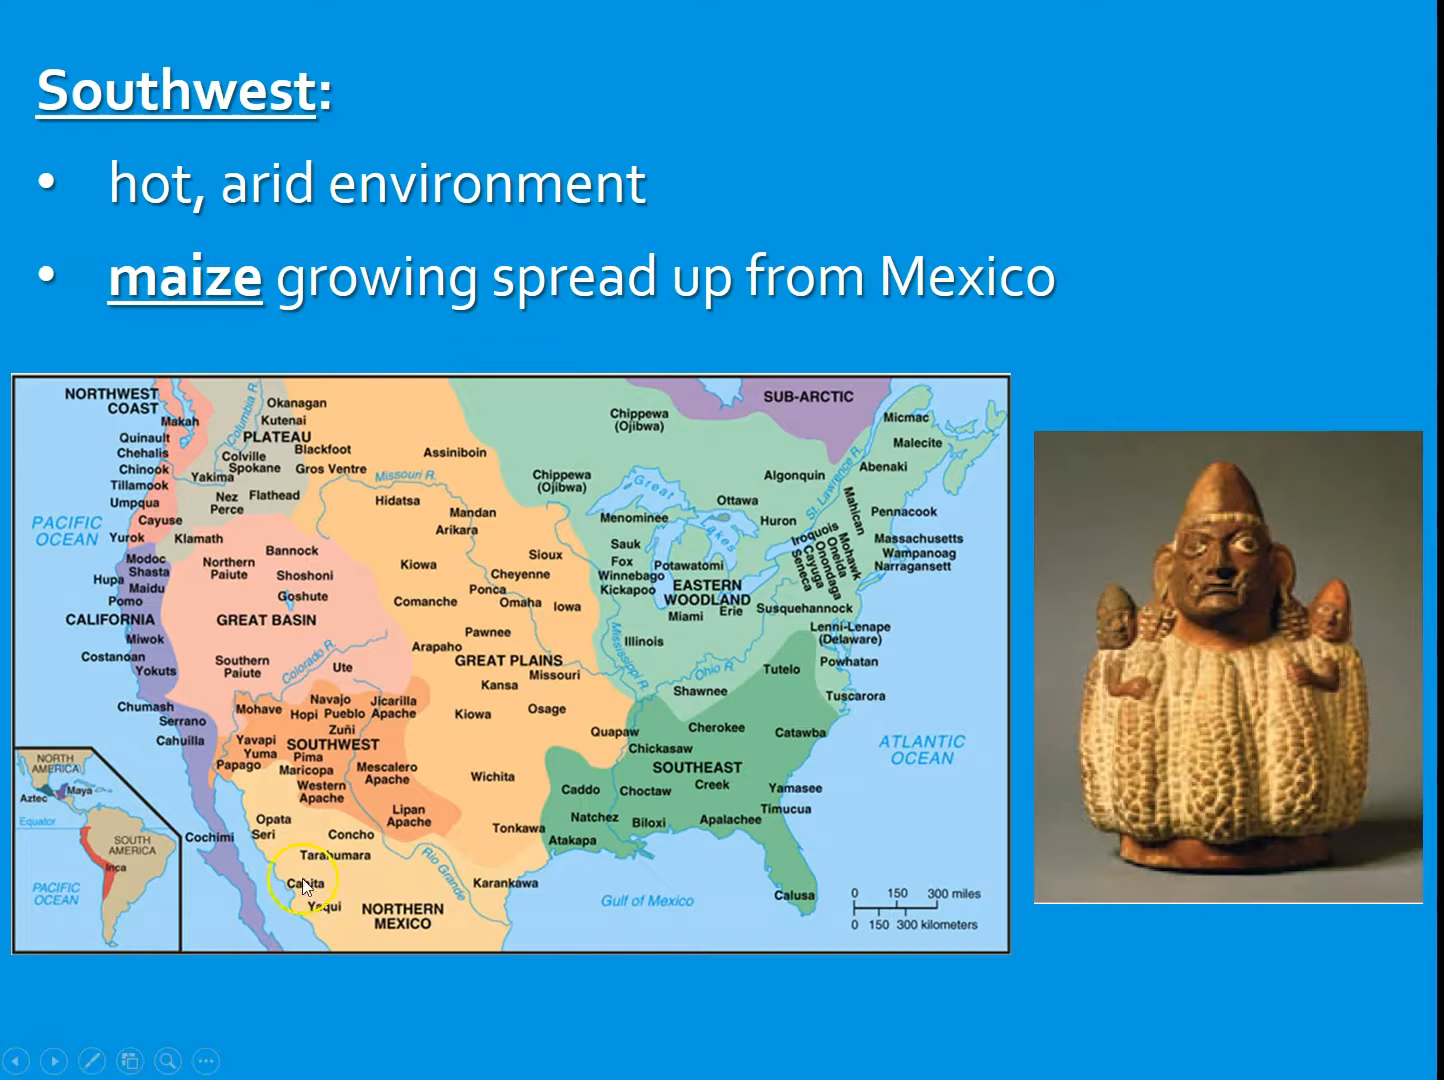 Southwest:
• hot, arid environment
• maize growing spread up from Mexico
NORTHWEST
COAST
Makah
Quinault
Chehalis
Chinook
Tillamook
Umpqua
Cayuse
Yurok
Klamath
Columbia R.
Okanagan
Kutenai
PLATEAU
Colville
Spokane
Yakima
Nez
Perce
Flathead
Blackfoot
Gros Ventre
Assiniboin
Missouri R.
Hidatsa
Mandan
Arikara
Chippewa
(Ojibwa)
Chippewa
(Ojibwa)
SUB-ARCTIC
Micmac
Malecite
Abenaki
Algonquin
St. Lawrence R.
Ottawa
Huron
Great
Lakes
Menominee
Mahican
Pennacook
Massachusetts
Wampanoag
Narragansett
Iroquois
Mohawk
Oneida
Onondaga
Cayuga
Seneca
PACIFIC
OCEAN
Modoc
Shasta
Hupa
Maidu
Pomo
CALIFORNIA
Miwok
Costanoan
Yokuts
Chumash
Serrano
Cahuilla
Northern
Paiute
Bannock
Shoshoni
Goshute
GREAT BASIN
Southern
Paiute
Colorado R.
Ute
Kiowa
Comanche
Arapaho
Sioux
Cheyenne
Ponca
Omaha
Iowa
Pawnee
GREAT PLAINS
Missouri
Kansa
Kiowa
Osage
Quapaw
Wichita
Tonkawa
Sauk
Fox
Winnebago
Kickapoo
Potawatomi
EASTERN
WOODLAND
Miami
Erie
Susquehannock
Illinois
Mississippi R.
Ohio R.
Lenni-Lenape
(Delaware)
Powhatan
Tuscarora
Tutelo
Shawnee
Cherokee
Catawba
Chickasaw
SOUTHEAST
Caddo
Choctaw
Creek
Yamasee
Timucua
Natchez
Biloxi
Apalachee
Atakapa
Calusa
Mohave
Navajo
Hopi
Pueblo
Jicarilla
Apache
Zuñi
Yavapi
Yuma
Papago
SOUTHWEST
Pima
Maricopa
Western
Apache
Mescalero
Apache
Lipan
Apache
Opata
Seri
Concho
Cochimi
Tarahumara
Yaqui
Rio Grande
Karankawa
NORTHERN
MEXICO
Gulf of Mexico
ATLANTIC
OCEAN
0 150 300 miles
0 150 300 kilometers
NORTH
AMERICA
Aztec
Maya
Equator
SOUTH
AMERICA
Inca
PACIFIC
OCEAN